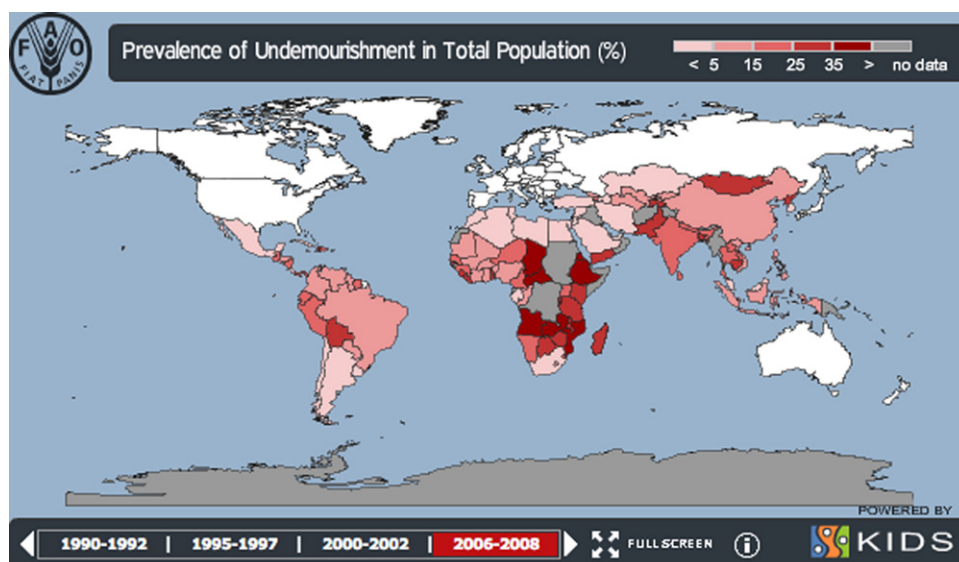 F A O
FIAT PANIS
Prevalence of Undernourishment in Total Population (%)
< 5 15 25 35 > no data
POWERED BY
1990-1992 | 1995-1997 | 2000-2002 | 2006-2008
FULLSCREEN
i
KIDS